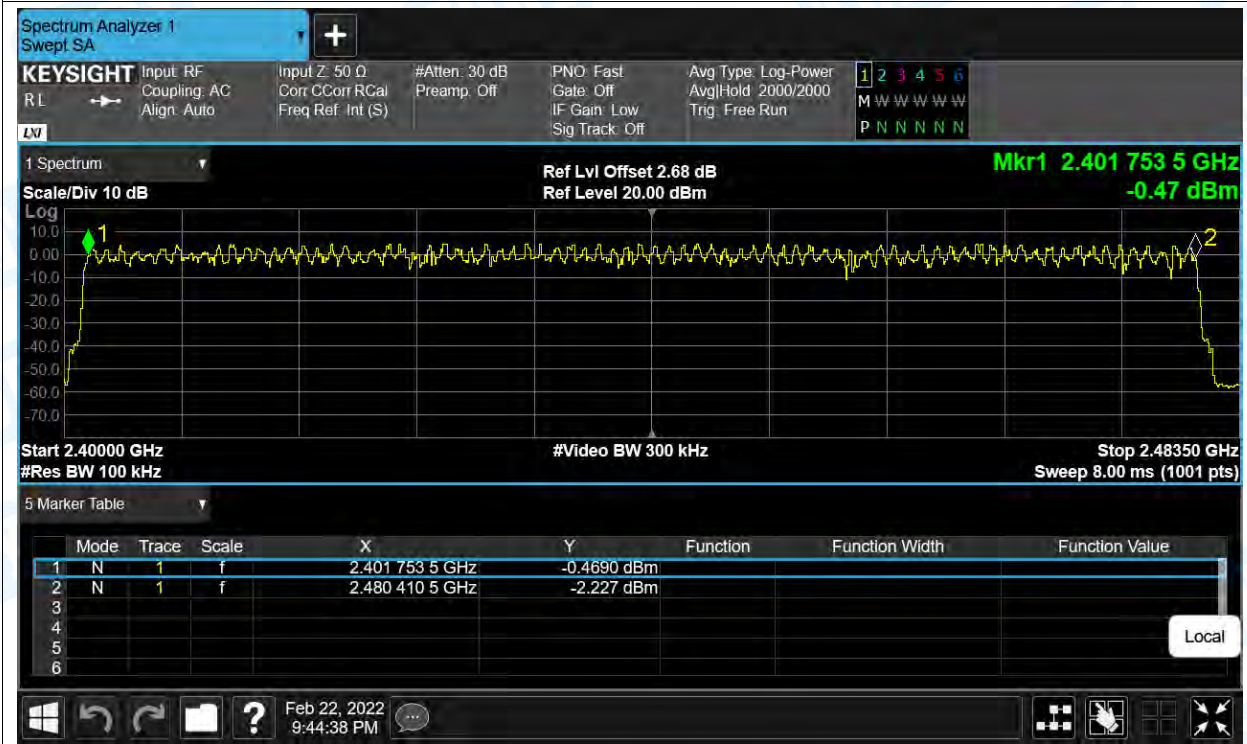 Spectrum Analyzer 1
Swept SA
KEYSIGHT Input: RF Input Z: 50 Ω #Atten: 30 dB PNO: Fast Avg Type: Log-Power 1 2 3 4 5 6
R L Coupling: AC Corr CCorr RCal Preamp: Off Gate: Off Avg|Hold: 2000/2000 M W W W W W
Align: Auto Freq Ref: Int (S) IF Gain: Low Trig: Free Run
LXI Sig Track: Off P N N N N N N
1 Spectrum Ref Lvl Offset 2.68 dB Mkr1 2.401 753 5 GHz
Scale/Div 10 dB Ref Level 20.00 dBm -0.47 dBm
Log
10.0 1 2
0.00
-10.0
-20.0
-30.0
-40.0
-50.0
-60.0
-70.0
Start 2.40000 GHz #Video BW 300 kHz Stop 2.48350 GHz
#Res BW 100 kHz Sweep 8.00 ms (1001 pts)
5 Marker Table
Mode Trace Scale X Y Function Function Width Function Value
1 N 1 f 2.401 753 5 GHz -0.4690 dBm
2 N 1 f 2.480 410 5 GHz -2.227 dBm
3
4
5
6
Local
? Feb 22, 2022
9:44:38 PM